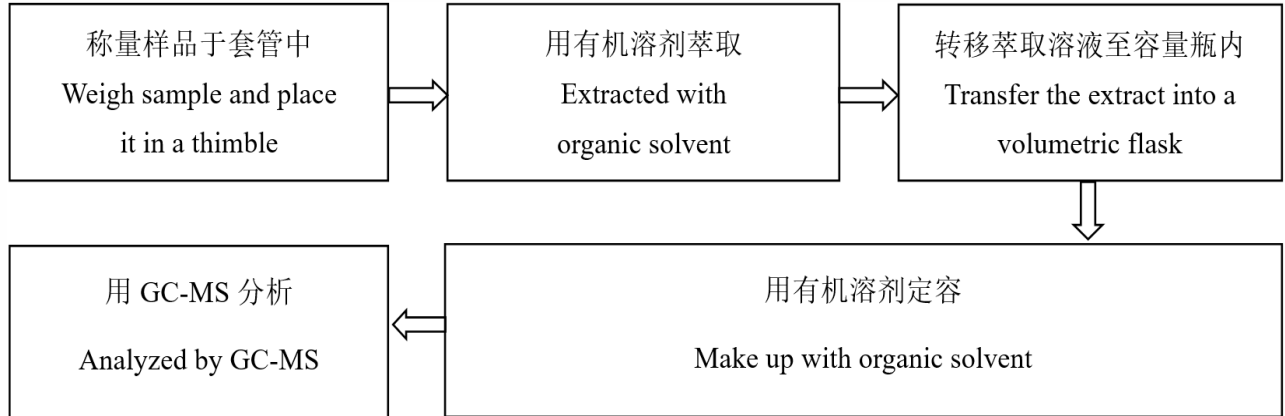 称量样品于套管中
Weigh sample and place
it in a thimble
用有机溶剂萃取
Extracted with
organic solvent
转移萃取溶液至容量瓶内
Transfer the extract into a
volumetric flask
用有机溶剂定容
Make up with organic solvent
用 GC-MS 分析
Analyzed by GC-MS